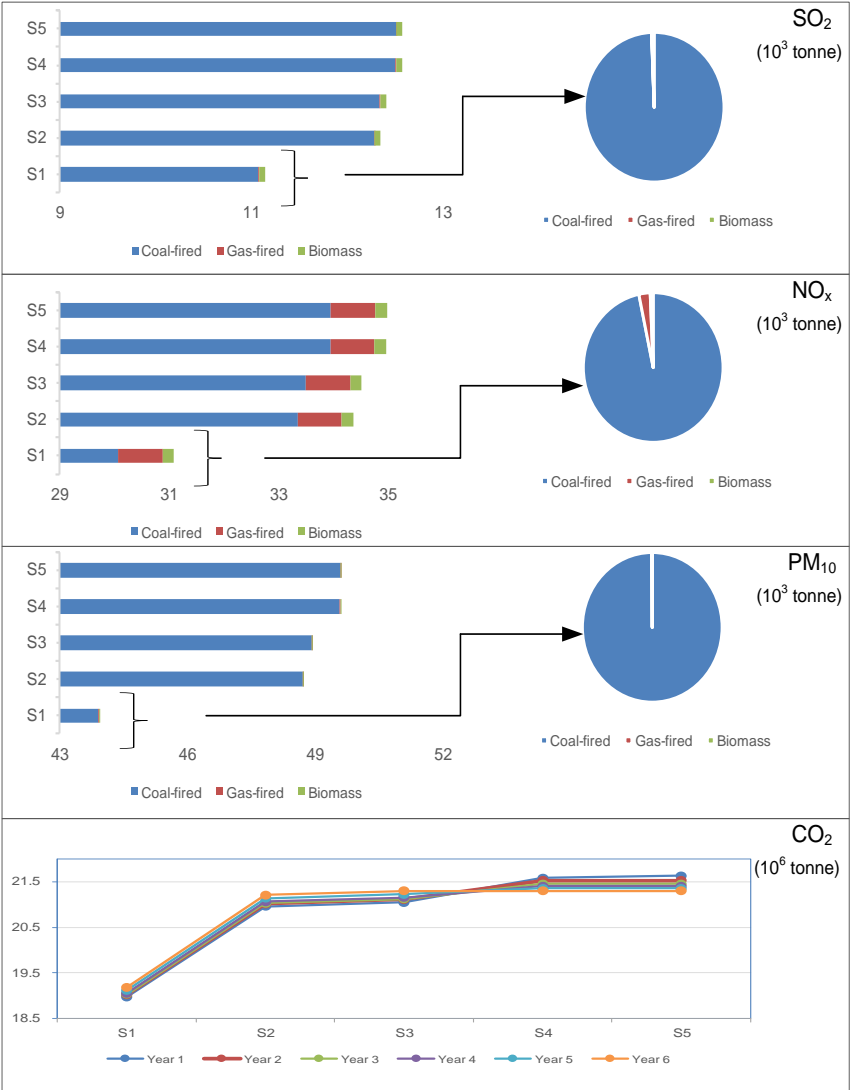 SO₂
(10³ tonne)
S5
S4
S3
S2
S1
9 11 13
Coal-fired Gas-fired Biomass
Coal-fired Gas-fired Biomass
NOₓ
(10³ tonne)
S5
S4
S3
S2
S1
29 31 33 35
Coal-fired Gas-fired Biomass
Coal-fired Gas-fired Biomass
PM₁₀
(10³ tonne)
S5
S4
S3
S2
S1
43 46 49 52
Coal-fired Gas-fired Biomass
Coal-fired Gas-fired Biomass
CO₂
(10⁶ tonne)
21.5
20.5
19.5
18.5
S1 S2 S3 S4 S5
Year 1 Year 2 Year 3 Year 4 Year 5 Year 6